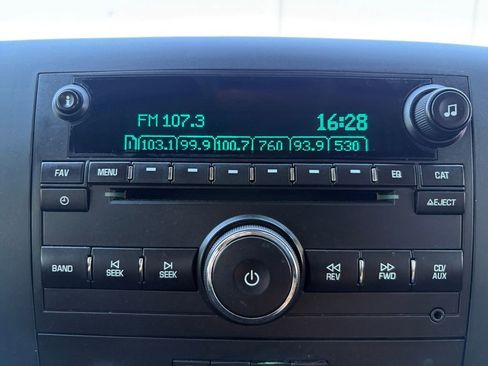 FM 107.3 16:28
1 103.1 99.9 100.7 760 93.9 530
FAV MENU EQ CAT
EJECT
BAND SEEK SEEK REV FWD CD/AUX